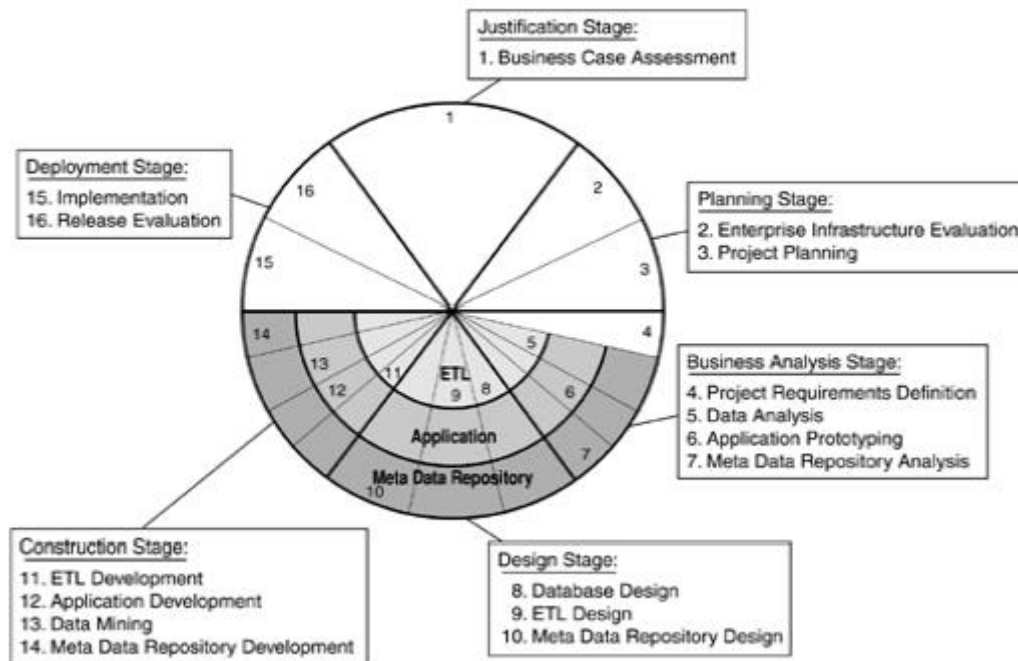 Justification Stage:
1. Business Case Assessment
Deployment Stage:
15. Implementation
16. Release Evaluation
Planning Stage:
2. Enterprise Infrastructure Evaluation
3. Project Planning
1
16
2
15
3
14
4
13
5
12
11
ETL
6
9
8
Application
7
Meta Data Repository
10
Business Analysis Stage:
4. Project Requirements Definition
5. Data Analysis
6. Application Prototyping
7. Meta Data Repository Analysis
Construction Stage:
11. ETL Development
12. Application Development
13. Data Mining
14. Meta Data Repository Development
Design Stage:
8. Database Design
9. ETL Design
10. Meta Data Repository Design